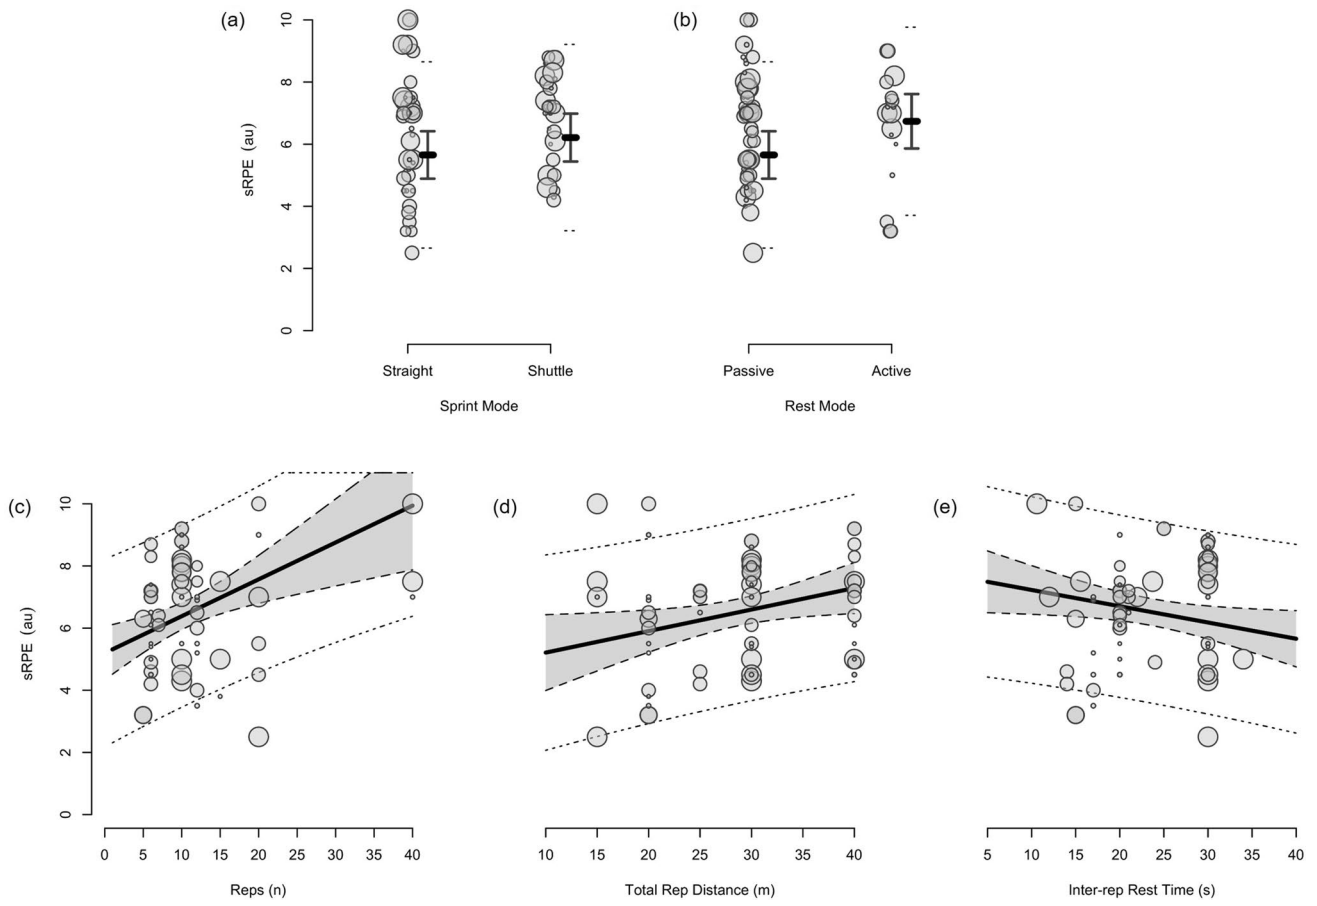 (a)
(b)
sRPE (au)
0 2 4 6 8 10
Straight Shuttle
Sprint Mode
Passive Active
Rest Mode
(c)
(d)
(e)
sRPE (au)
0 2 4 6 8 10
0 5 10 15 20 25 30 35 40
Reps (n)
10 15 20 25 30 35 40
Total Rep Distance (m)
5 10 15 20 25 30 35 40
Inter-rep Rest Time (s)